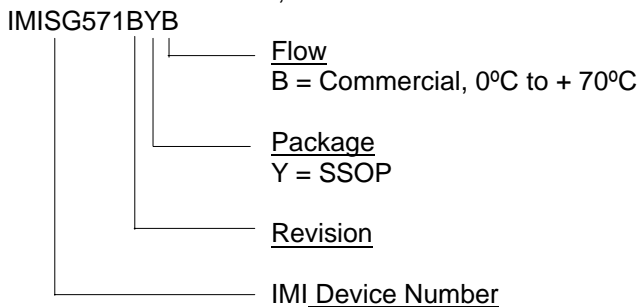 IMISG571BYB
Flow
B = Commercial, 0ºC to + 70ºC
Package
Y = SSOP
Revision
IMI Device Number